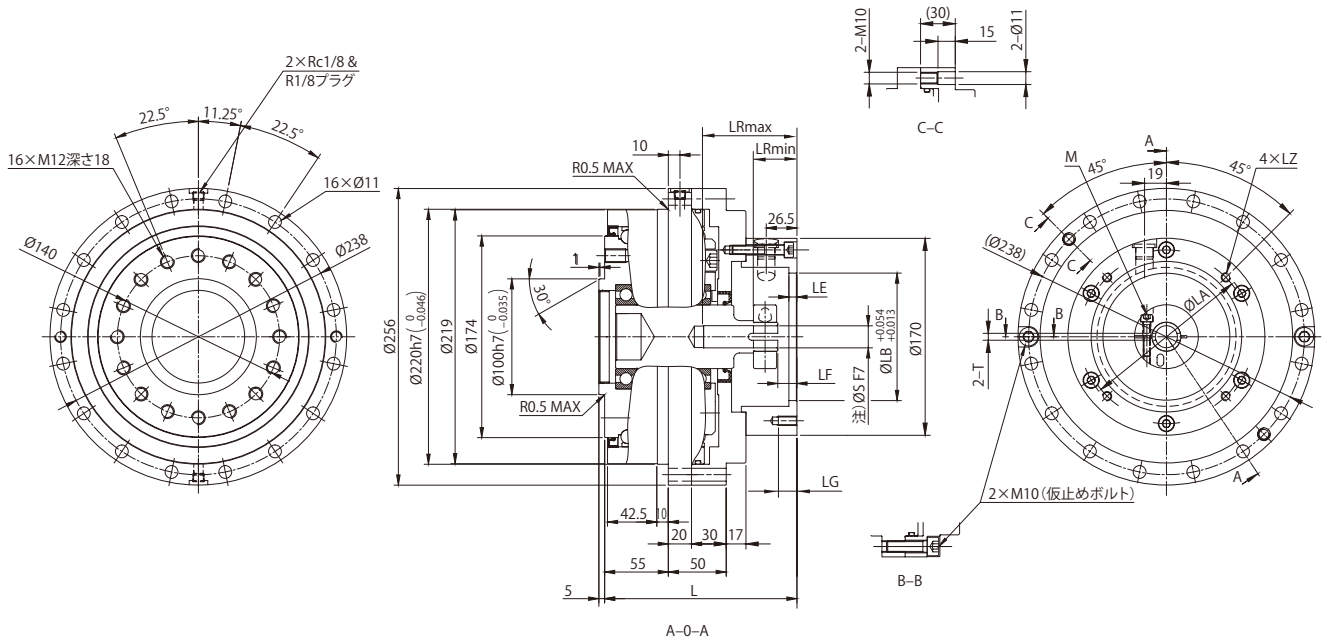 2×Rc1/8 &
R1/8プラグ
22.5°
11.25°
22.5°
16×M12深さ18
16×Ø11
Ø140
Ø238
(30)
15
2–M10
2–Ø11
C–C
LRmax
LRmin
10
R0.5 MAX
26.5
1
30°
Ø256
Ø220h7 ( 0 -0.046)
Ø219
Ø174
Ø100h7 ( 0 -0.035)
LE
LF
注) ØS F7
ØLB +0.054 +0.013
Ø170
R0.5 MAX
LG
42.5
10
20
30
17
55
50
5
L
A–0–A
A
M
45°
19
45°
4×LZ
C
C
(Ø238)
ØLA
B
B
2–T
0
A
2×M10(仮止めボルト)
B–B